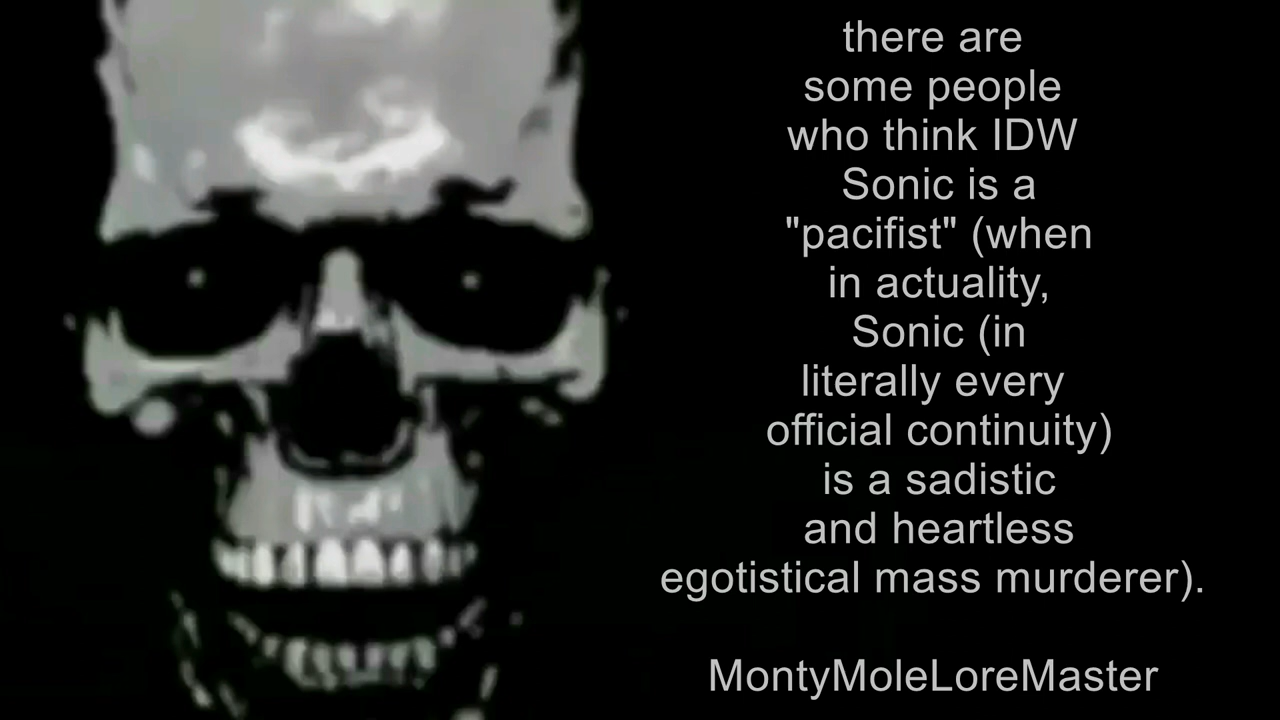 there are
some people
who think IDW
Sonic is a
"pacifist" (when
in actuality,
Sonic (in
literally every
official continuity)
is a sadistic
and heartless
egotistical mass murderer).
MontyMoleLoreMaster